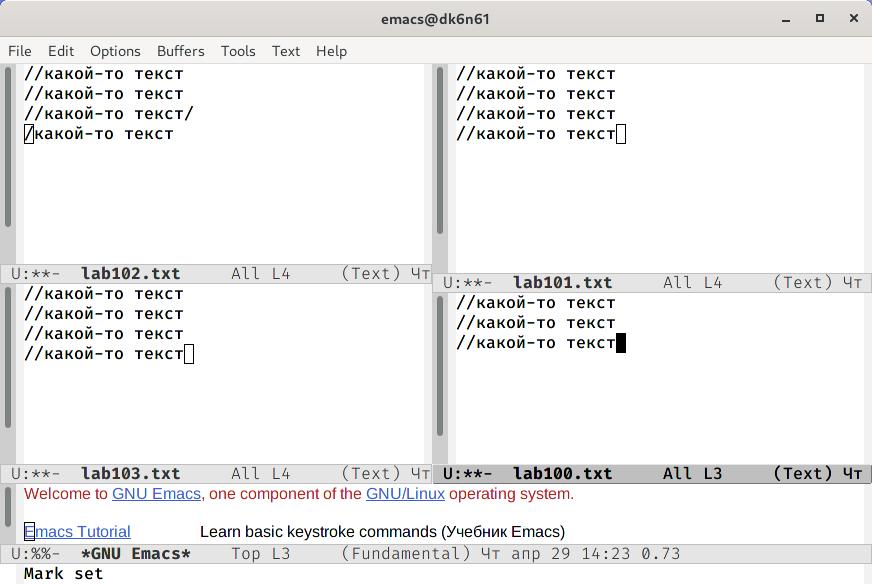 emacs@dk6n61
File Edit Options Buffers Tools Text Help
//какой-то текст
//какой-то текст
//какой-то текст/
/какой-то текст
U:**- lab102.txt All L4 (Text) Чт
//какой-то текст
//какой-то текст
//какой-то текст
//какой-то текст
U:**- lab101.txt All L4 (Text) Чт
//какой-то текст
//какой-то текст
//какой-то текст
//какой-то текст
U:**- lab103.txt All L4 (Text) Чт
//какой-то текст
//какой-то текст
//какой-то текст
U:**- lab100.txt All L3 (Text) Чт
Welcome to GNU Emacs, one component of the GNU/Linux operating system.
Emacs Tutorial Learn basic keystroke commands (Учебник Emacs)
U:%%- *GNU Emacs* Top L3 (Fundamental) Чт апр 29 14:23 0.73
Mark set